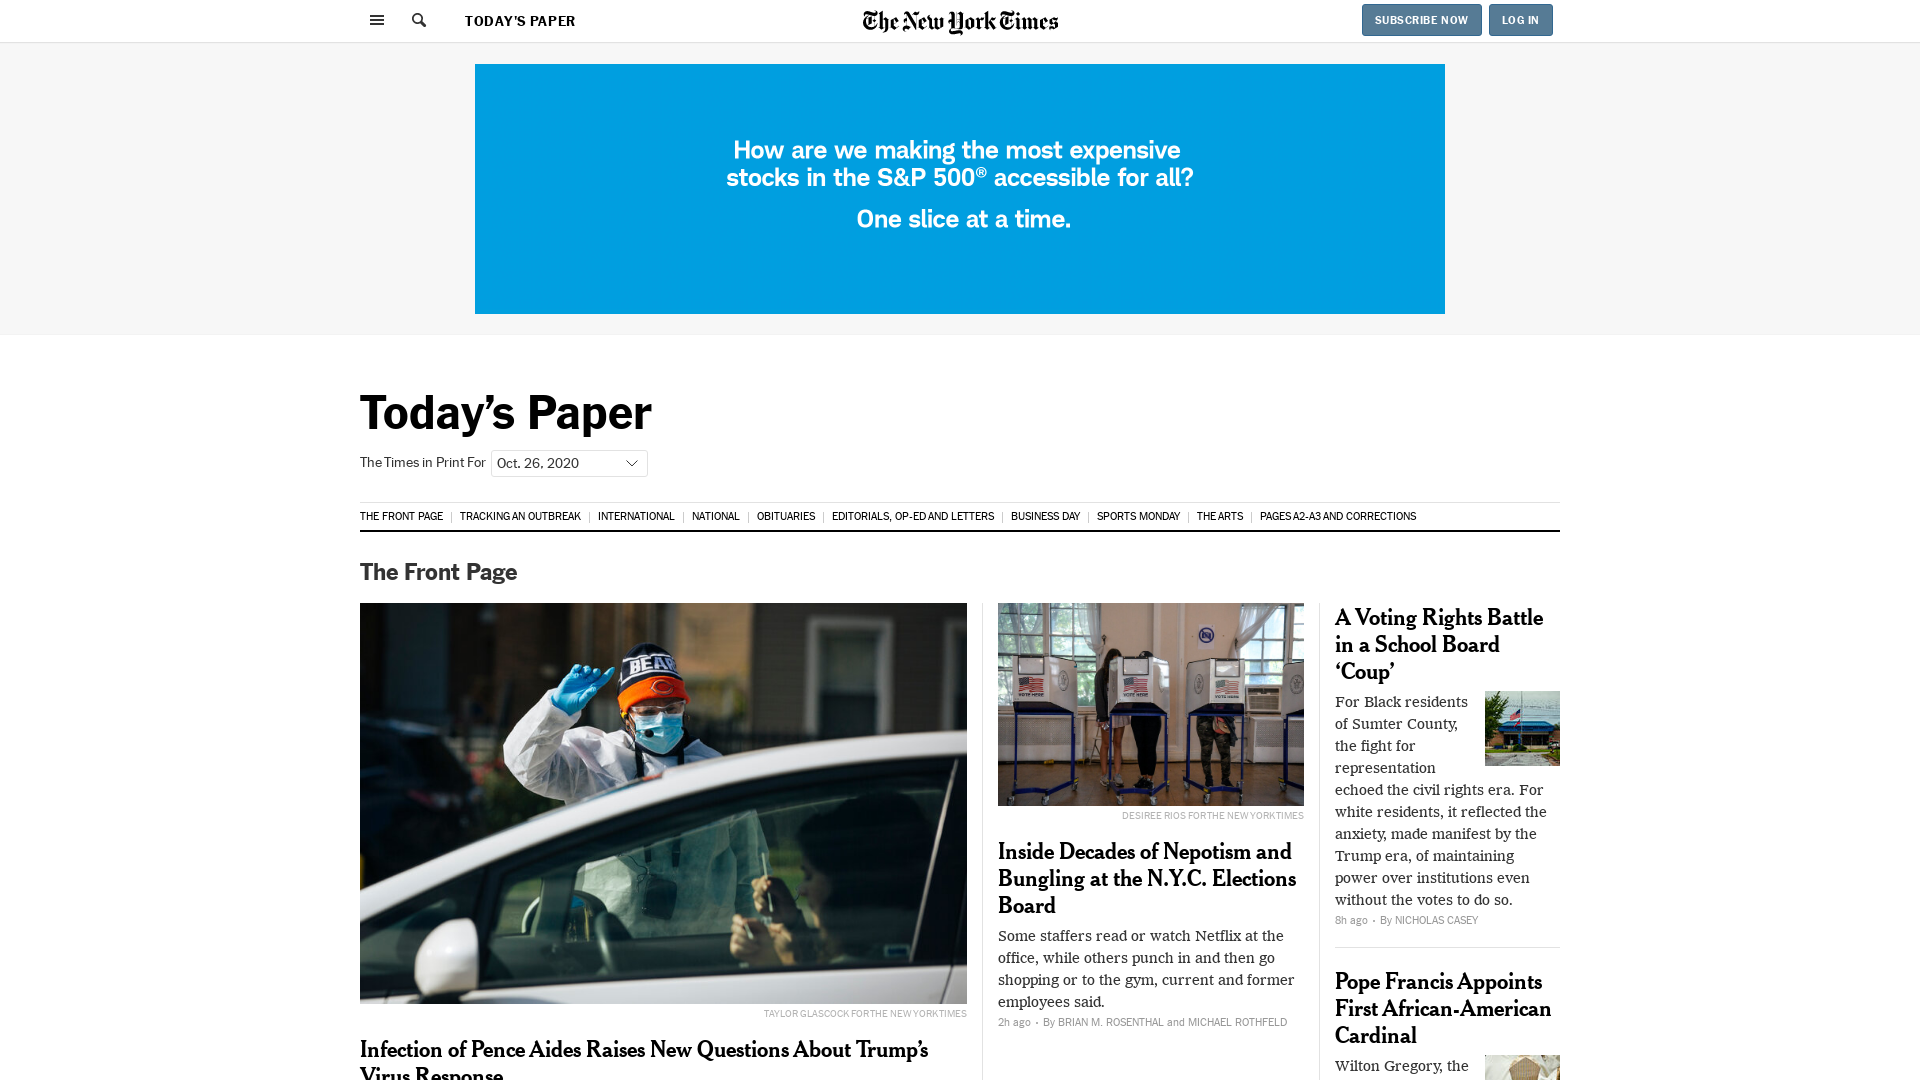 TODAY'S PAPER
The New York Times
SUBSCRIBE NOW
LOG IN
How are we making the most expensive
stocks in the S&P 500® accessible for all?
One slice at a time.
Today’s Paper
The Times in Print For
Oct. 26, 2020
THE FRONT PAGE
TRACKING AN OUTBREAK
INTERNATIONAL
NATIONAL
OBITUARIES
EDITORIALS, OP-ED AND LETTERS
BUSINESS DAY
SPORTS MONDAY
THE ARTS
PAGES A2-A3 AND CORRECTIONS
The Front Page
BEARS
TAYLOR GLASCOCK FOR THE NEW YORK TIMES
Infection of Pence Aides Raises New Questions About Trump’s
Virus Response
VOTE HERE
VOTE HERE
VOTE HERE
DESIREE RIOS FOR THE NEW YORK TIMES
Inside Decades of Nepotism and
Bungling at the N.Y.C. Elections
Board
Some staffers read or watch Netflix at the
office, while others punch in and then go
shopping or to the gym, current and former
employees said.
2h ago • By BRIAN M. ROSENTHAL and MICHAEL ROTHFELD
A Voting Rights Battle
in a School Board
‘Coup’
For Black residents
of Sumter County,
the fight for
representation
echoed the civil rights era. For
white residents, it reflected the
anxiety, made manifest by the
Trump era, of maintaining
power over institutions even
without the votes to do so.
8h ago • By NICHOLAS CASEY
Pope Francis Appoints
First African-American
Cardinal
Wilton Gregory, the